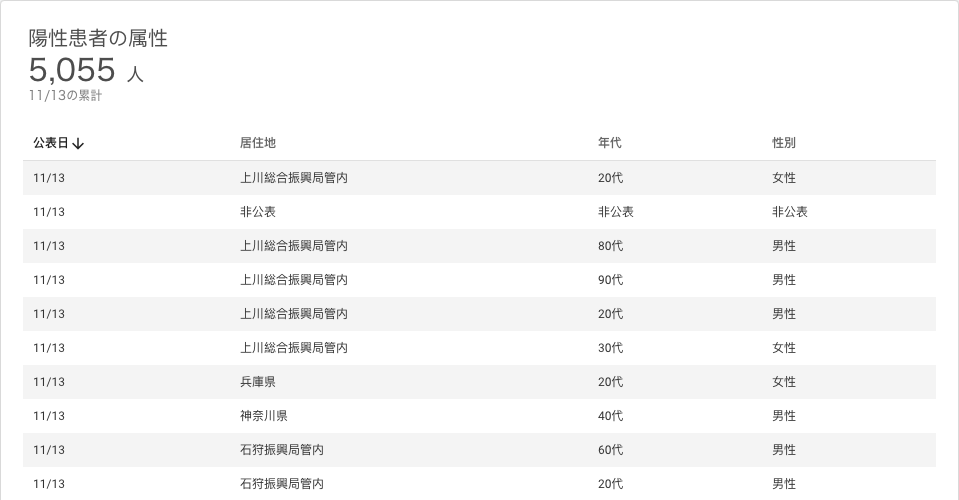 陽性患者の属性
5,055 人
11/13の累計
公表日↓ 居住地 年代 性別
11/13 上川総合振興局管内 20代 女性
11/13 非公表 非公表 非公表
11/13 上川総合振興局管内 80代 男性
11/13 上川総合振興局管内 90代 男性
11/13 上川総合振興局管内 20代 男性
11/13 上川総合振興局管内 30代 女性
11/13 兵庫県 20代 女性
11/13 神奈川県 40代 男性
11/13 石狩振興局管内 60代 男性
11/13 石狩振興局管内 20代 男性